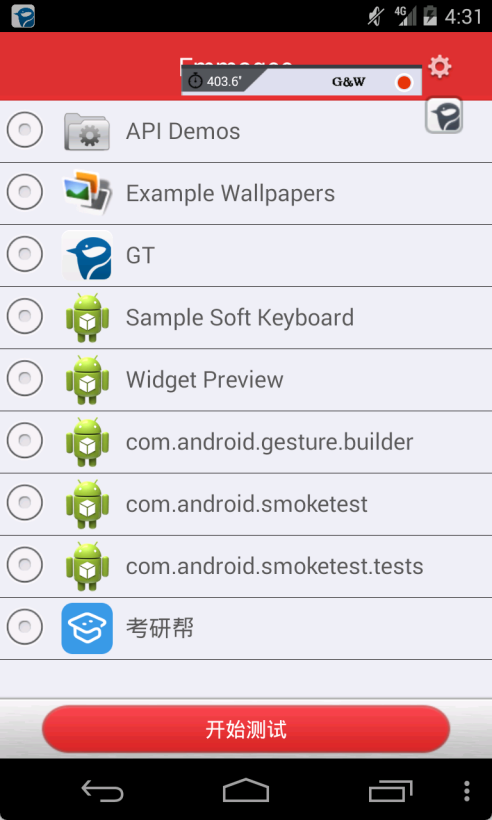 4G 4:31
Emmagee
403.6" G&W
API Demos
Example Wallpapers
GT
Sample Soft Keyboard
Widget Preview
com.android.gesture.builder
com.android.smoketest
com.android.smoketest.tests
考研帮
开始测试